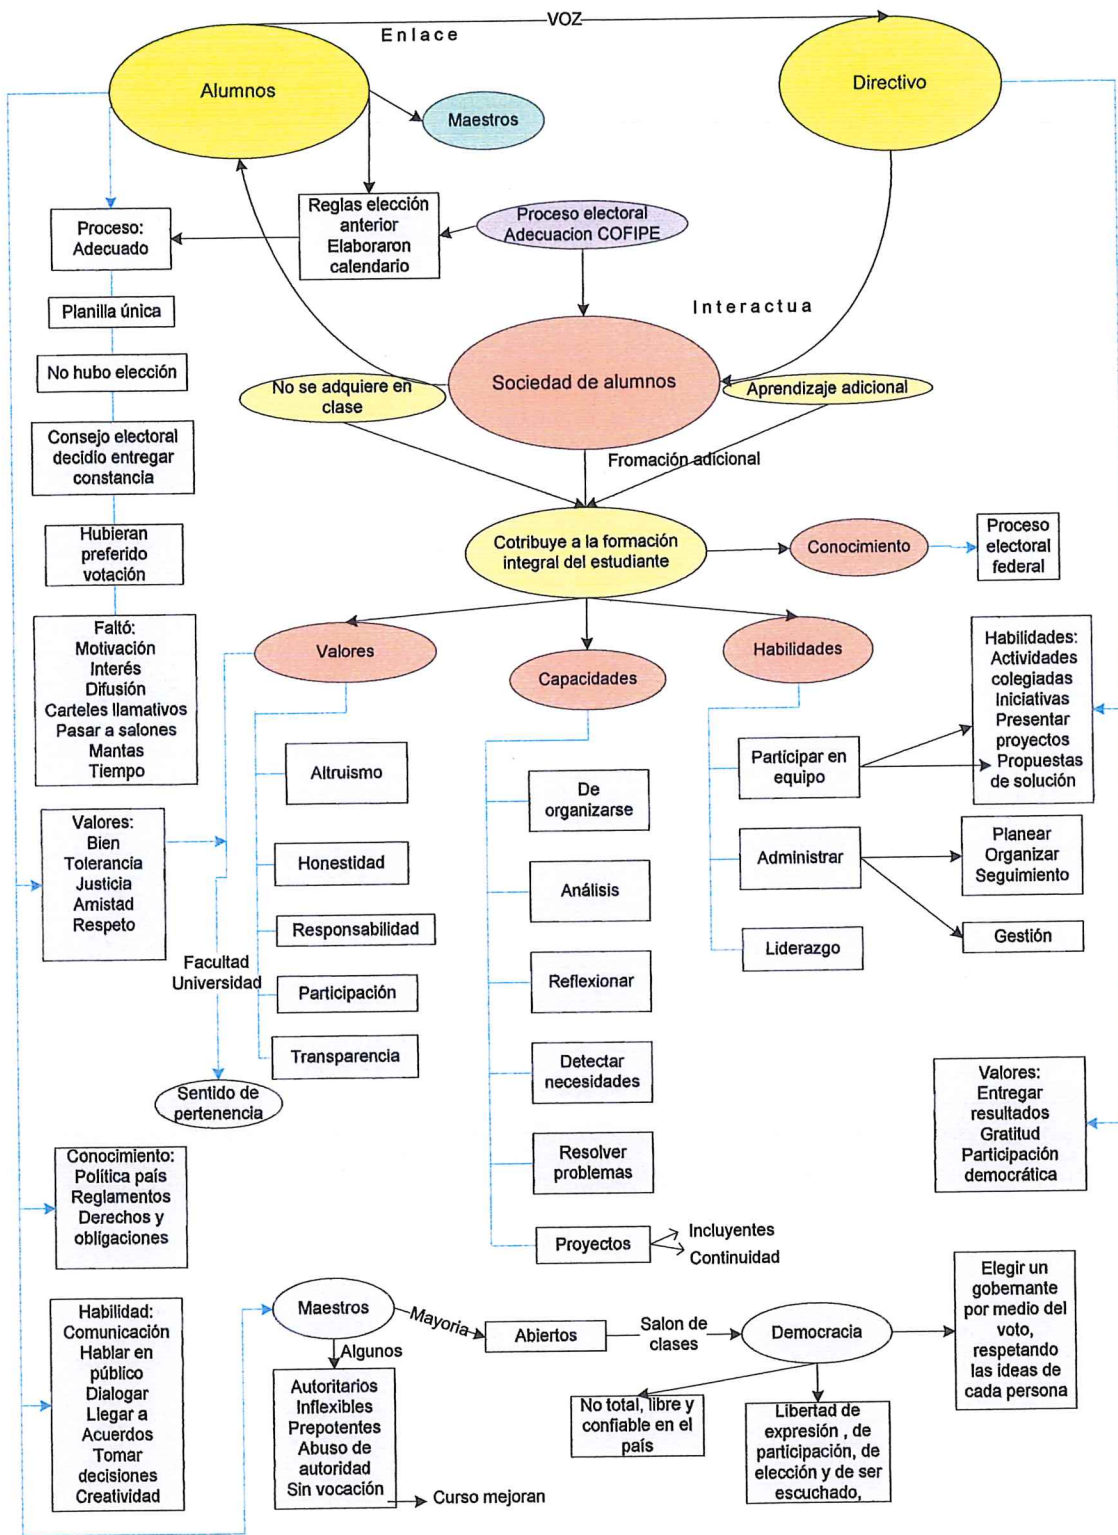 VOZ
Enlace
Alumnos
Directivo
Maestros
Reglas elección
anterior
Elaboraron
calendario
Proceso electoral
Adecuacion COFIPE
Proceso:
Adecuado
Planilla única
Interactua
No hubo elección
No se adquiere en
clase
Sociedad de alumnos
Aprendizaje adicional
Consejo electoral
decidio entregar
constancia
Fromación adicional
Hubieran
preferido
votación
Cotribuye a la formación
integral del estudiante
Conocimiento
Proceso
electoral
federal
Faltó:
Motivación
Interés
Difusión
Carteles llamativos
Pasar a salones
Mantas
Tiempo
Valores
Capacidades
Habilidades
Habilidades:
Actividades
colegiadas
Iniciativas
Presentar
proyectos
Propuestas
de solución
Altruismo
De
organizarse
Participar en
equipo
Valores:
Bien
Tolerancia
Justicia
Amistad
Respeto
Honestidad
Análisis
Administrar
Planear
Organizar
Seguimiento
Responsabilidad
Liderazgo
Gestión
Facultad
Universidad
Participación
Reflexionar
Transparencia
Detectar
necesidades
Sentido de
pertenencia
Valores:
Entregar
resultados
Gratitud
Participación
democrática
Conocimiento:
Política país
Reglamentos
Derechos y
obligaciones
Resolver
problemas
Proyectos
Incluyentes
Continuidad
Habilidad:
Comunicación
Hablar en
público
Dialogar
Llegar a
Acuerdos
Tomar
decisiones
Creatividad
Maestros
Mayoria
Algunos
Abiertos
Salon de
clases
Democracia
Elegir un
gobernante
por medio del
voto,
respetando
las ideas de
cada persona
Autoritarios
Inflexibles
Prepotentes
Abuso de
autoridad
Sin vocación
Curso mejoran
No total, libre y
confiable en el
país
Libertad de
expresión , de
participación, de
elección y de ser
escuchado,